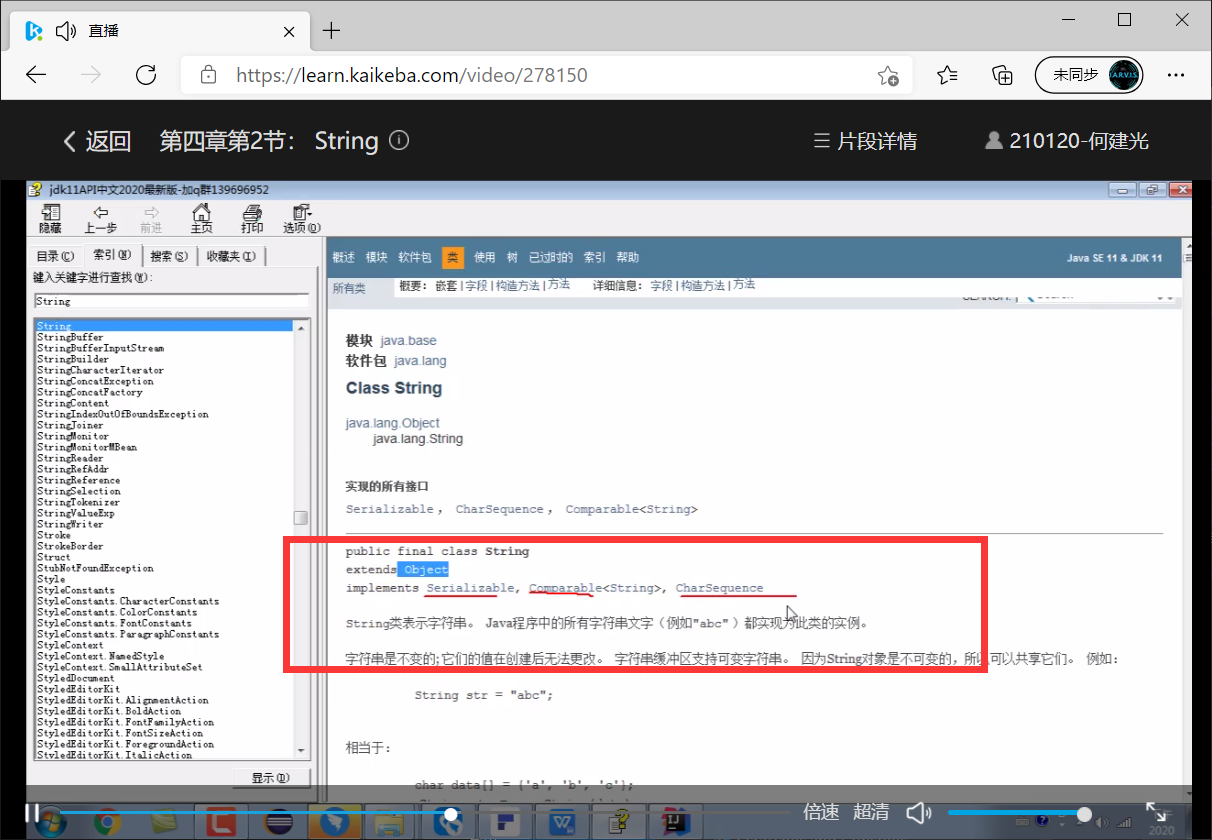 直播
https://learn.kaikeba.com/video/278150
未同步
JARVIS
返回 第四章第2节： String
片段详情
210120-何建光
jdk11API中文2020最新版-加q群139696952
隐藏 上一步 前进 主页 打印 选项(O)
目录(C) 索引(N) 搜索(S) 收藏夹(I)
键入关键字进行查找(W):
String
String
StringBuffer
StringBufferInputStream
StringBuilder
StringCharacterIterator
StringConcatException
StringConcatFactory
StringContent
StringIndexOutOfBoundsException
StringJoiner
StringMonitor
StringMonitorMBean
StringReader
StringRefAddr
StringReference
StringSelection
StringTokenizer
StringValueExp
StringWriter
Stroke
StrokeBorder
Struct
StubNotFoundException
Style
StyleConstants
StyleConstants.CharacterConstants
StyleConstants.ColorConstants
StyleConstants.FontConstants
StyleConstants.ParagraphConstants
StyleContext
StyleContext.NamedStyle
StyleContext.SmallAttributeSet
StyledDocument
StyledEditorKit
StyledEditorKit.AlignmentAction
StyledEditorKit.BoldAction
StyledEditorKit.FontFamilyAction
StyledEditorKit.FontSizeAction
StyledEditorKit.ForegroundAction
StyledEditorKit.ItalicAction
显示(D)
概述 模块 软件包 类 使用 树 已过时的 索引 帮助
Java SE 11 & JDK 11
所有类
概要： 嵌套|字段|构造方法|方法 详细信息： 字段|构造方法|方法
SEARCH: Search
模块 java.base
软件包 java.lang
Class String
java.lang.Object
java.lang.String
实现的所有接口
Serializable ， CharSequence ， Comparable<String>
public final class String
extends Object
implements Serializable, Comparable<String>, CharSequence
String类表示字符串。 Java程序中的所有字符串文字（例如"abc" ）都实现为此类的实例。
字符串是不变的; 它们的值在创建后无法更改。 字符串缓冲区支持可变字符串。 因为String对象是不可变的，所以可以共享它们。 例如：
String str = "abc";
相当于：
char data[] = {'a', 'b', 'c'};
倍速 超清
2020